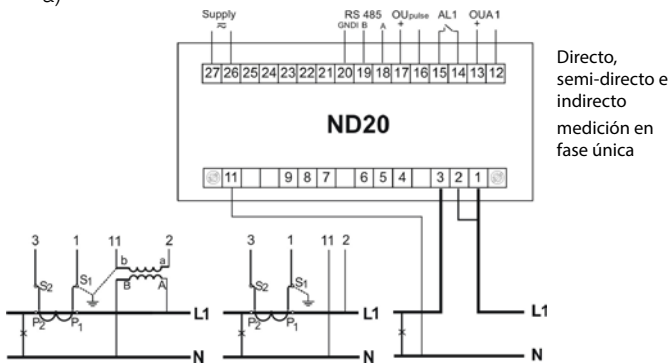 a)
Supply RS 485 OUpulse AL1 OUA1
GNDI B A + +
27 26 25 24 23 22 21 20 19 18 17 16 15 14 13 12
Directo,
semi-directo e
indirecto
medición en
fase única
ND20
11 9 8 7 6 5 4 3 2 1
3 1 11 2 3 1 11 2
b a
S2 S1 B A S2 S1
P2 P1 L1 P2 P1 L1 L1
N N N